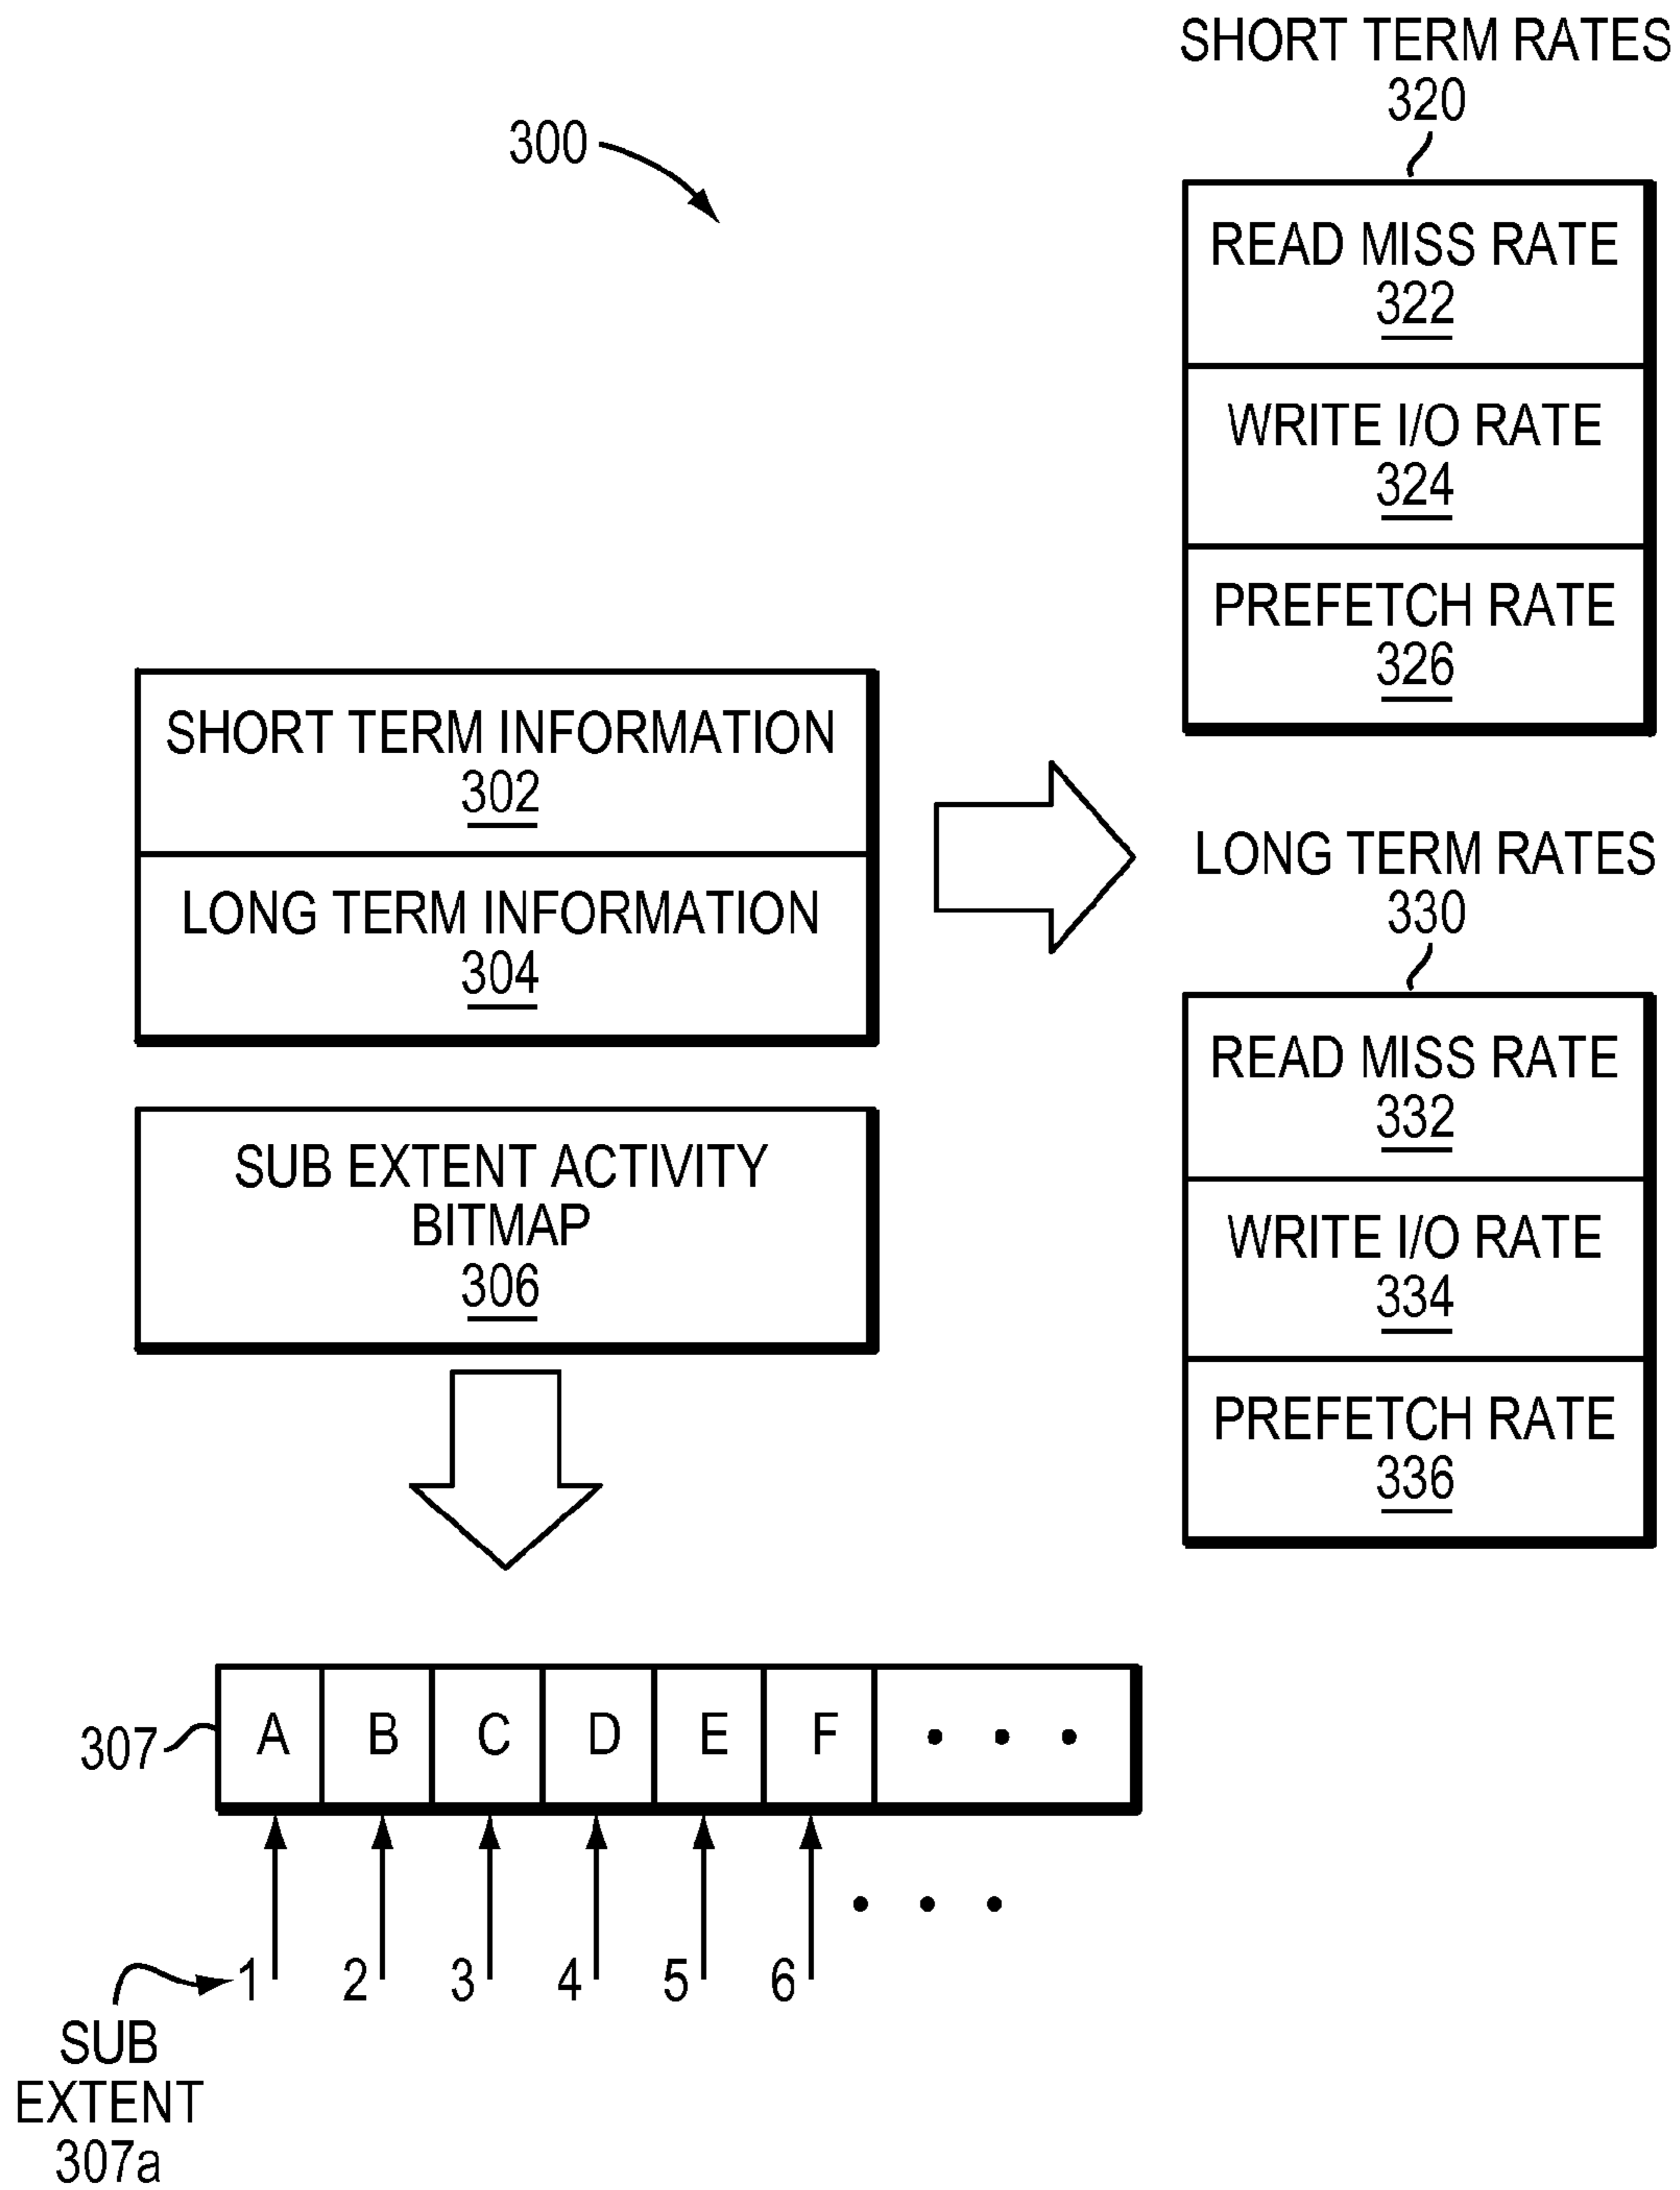 SHORT TERM RATES
320
300
READ MISS RATE
322
WRITE I/O RATE
324
PREFETCH RATE
326
SHORT TERM INFORMATION
302
LONG TERM INFORMATION
304
LONG TERM RATES
330
READ MISS RATE
332
WRITE I/O RATE
334
PREFETCH RATE
336
SUB EXTENT ACTIVITY
BITMAP
306
307
A B C D E F • • •
1 2 3 4 5 6 • • •
SUB
EXTENT
307a